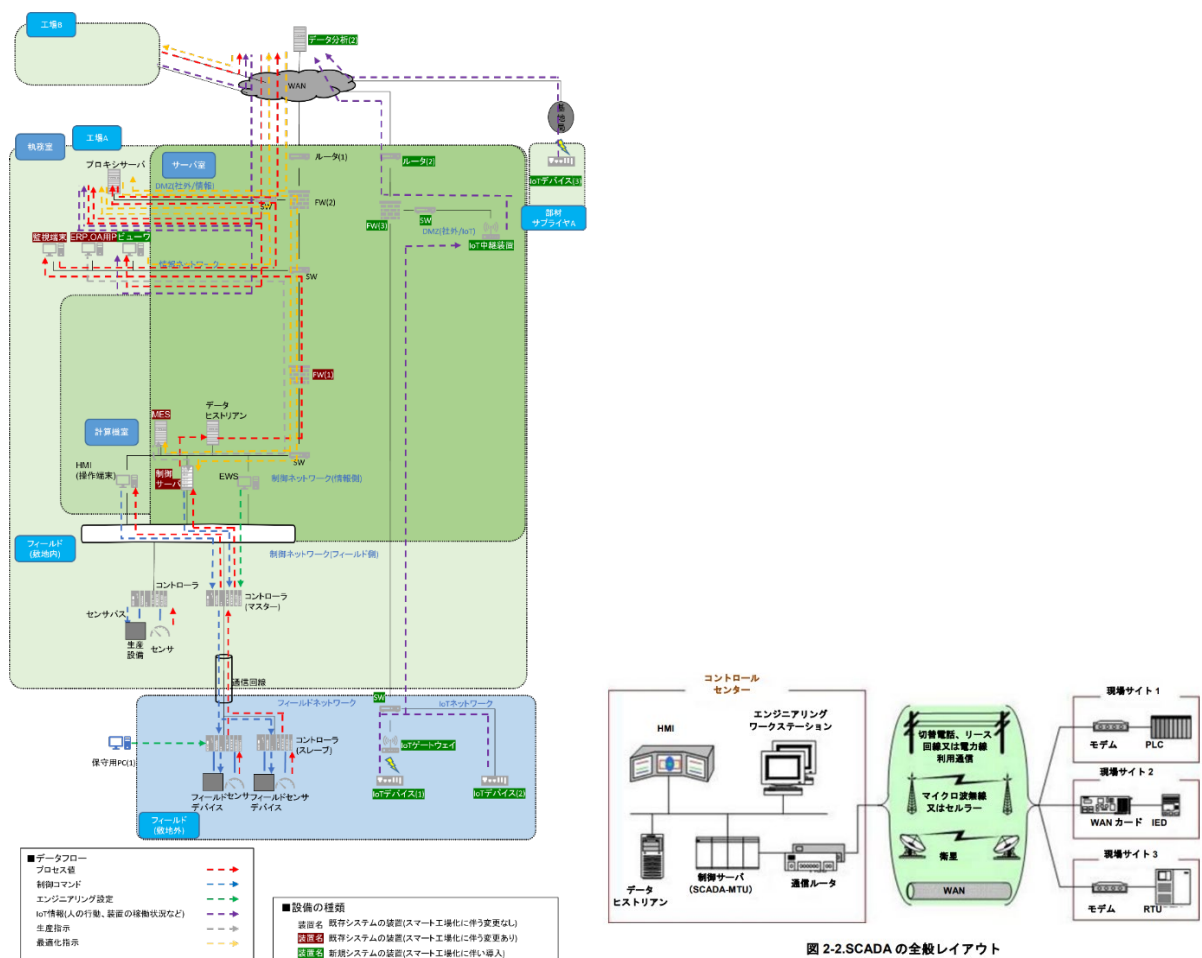 工場B
データ分析(2)
WAN
基地局
執務室
工場A
プロキシサーバ
サーバ室
ルータ(1)
ルータ(2)
IoTデバイス(3)
DMZ(社外/情報)
SW
FW(2)
FW(3)
SW
DMZ(社外/IoT)
IoT中継装置
部材
サプライヤA
監視端末
ERP,OA用P
ビューワ
情報ネットワーク
SW
FW(1)
MES
データ
ヒストリアン
計算機室
SW
HMI
(操作端末)
制御
サーバ
EWS
制御ネットワーク(情報側)
フィールド
(敷地内)
制御ネットワーク(フィールド側)
コントローラ
コントローラ
(マスター)
センサバス
生産
設備
センサ
通信回線
フィールドネットワーク
SW
IoTネットワーク
コントローラ
(スレーブ)
IoTゲートウェイ
保守用PC(1)
フィールド
デバイス
センサ
フィールド
デバイス
センサ
IoTデバイス(1)
IoTデバイス(2)
フィールド
(敷地外)
■データフロー
プロセス値
制御コマンド
エンジニアリング設定
IoT情報(人の行動、装置の稼働状況など)
生産指示
最適化指示
■設備の種類
装置名 既存システムの装置(スマート工場化に伴う変更なし)
装置名 既存システムの装置(スマート工場化に伴う変更あり)
装置名 新規システムの装置(スマート工場化に伴い導入)
コントロール
センター
HMI
エンジニアリング
ワークステーション
データ
ヒストリアン
制御サーバ
(SCADA-MTU)
通信ルータ
切替電話、リース
回線又は電力線
利用通信
マイクロ波無線
又はセルラー
衛星
WAN
現場サイト 1
モデム
PLC
現場サイト 2
WAN カード
IED
現場サイト 3
モデム
RTU
図 2-2.SCADA の全般レイアウト